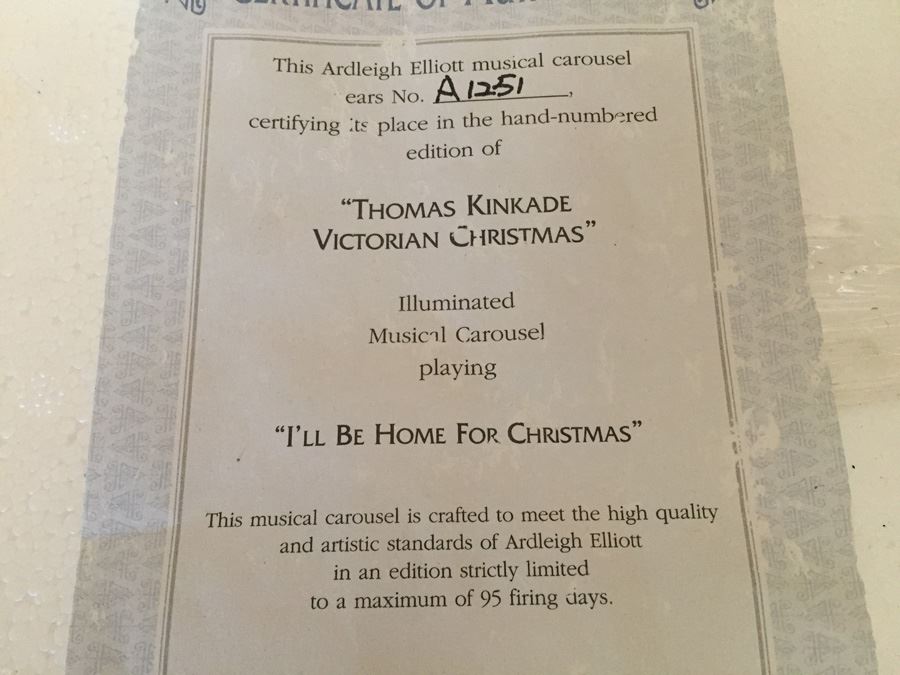 CERTIFICATE OF
This Ardleigh Elliott musical carousel
ears No. A1251,
certifying its place in the hand-numbered
edition of
“THOMAS KINKADE
VICTORIAN CHRISTMAS”
Illuminated
Musical Carousel
playing
“I’LL BE HOME FOR CHRISTMAS”
This musical carousel is crafted to meet the high quality
and artistic standards of Ardleigh Elliott
in an edition strictly limited
to a maximum of 95 firing days.